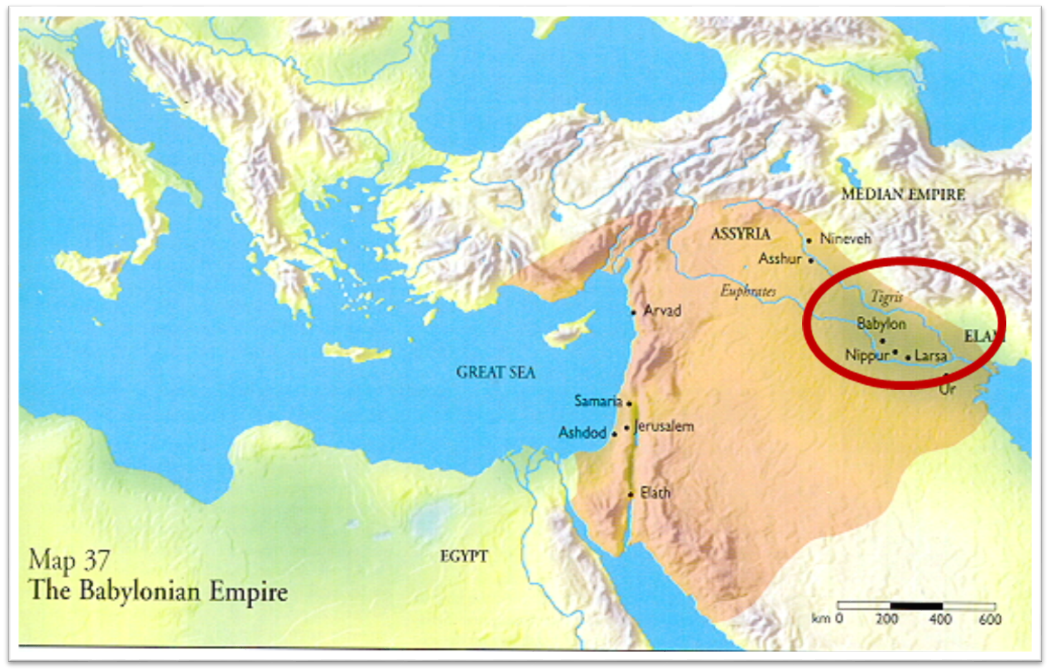 MEDIAN EMPIRE
ASSYRIA
Nineveh
Asshur
Euphrates
Tigris
Arvad
Babylon
ELAM
Nippur
Larsa
GREAT SEA
Ur
Samaria
Jerusalem
Ashdod
Elath
EGYPT
Map 37
The Babylonian Empire
km 0 200 400 600